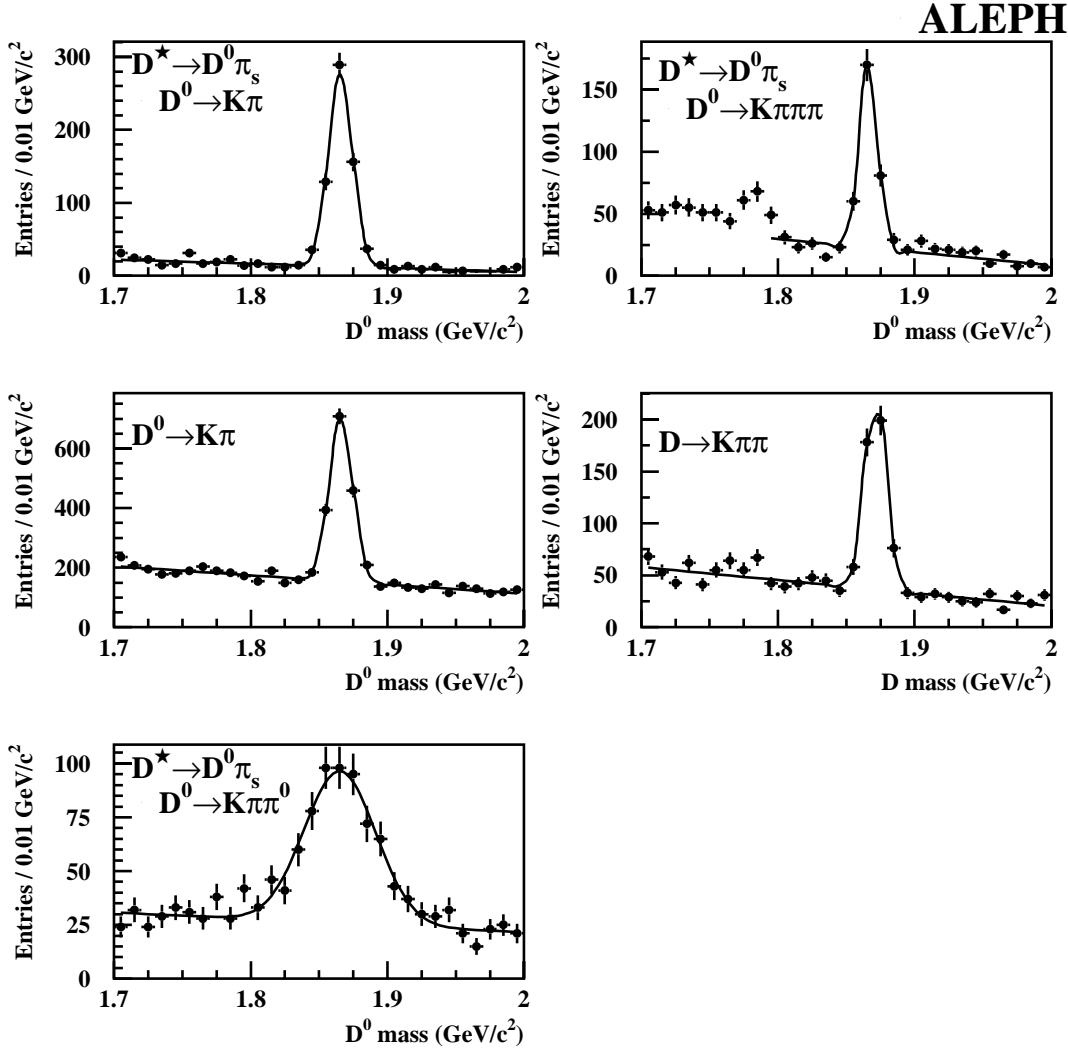 ALEPH
Entries / 0.01 GeV/c²
300
200
100
0
D★→D⁰πₛ
D⁰→Kπ
1.7 1.8 1.9 2
D⁰ mass (GeV/c²)
Entries / 0.01 GeV/c²
150
100
50
0
D★→D⁰πₛ
D⁰→Kπππ
1.7 1.8 1.9 2
D⁰ mass (GeV/c²)
Entries / 0.01 GeV/c²
600
400
200
0
D⁰→Kπ
1.7 1.8 1.9 2
D⁰ mass (GeV/c²)
Entries / 0.01 GeV/c²
200
150
100
50
0
D→Kππ
1.7 1.8 1.9 2
D mass (GeV/c²)
Entries / 0.01 GeV/c²
100
75
50
25
0
D★→D⁰πₛ
D⁰→Kππ⁰
1.7 1.8 1.9 2
D⁰ mass (GeV/c²)